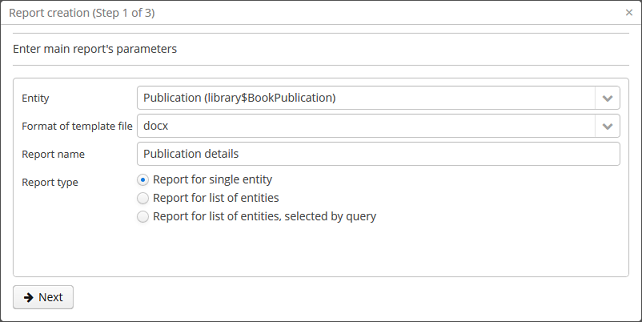 Report creation (Step 1 of 3)
Enter main report's parameters
Entity Publication (library$BookPublication)
Format of template file docx
Report name Publication details
Report type Report for single entity
Report for list of entities
Report for list of entities, selected by query
Next